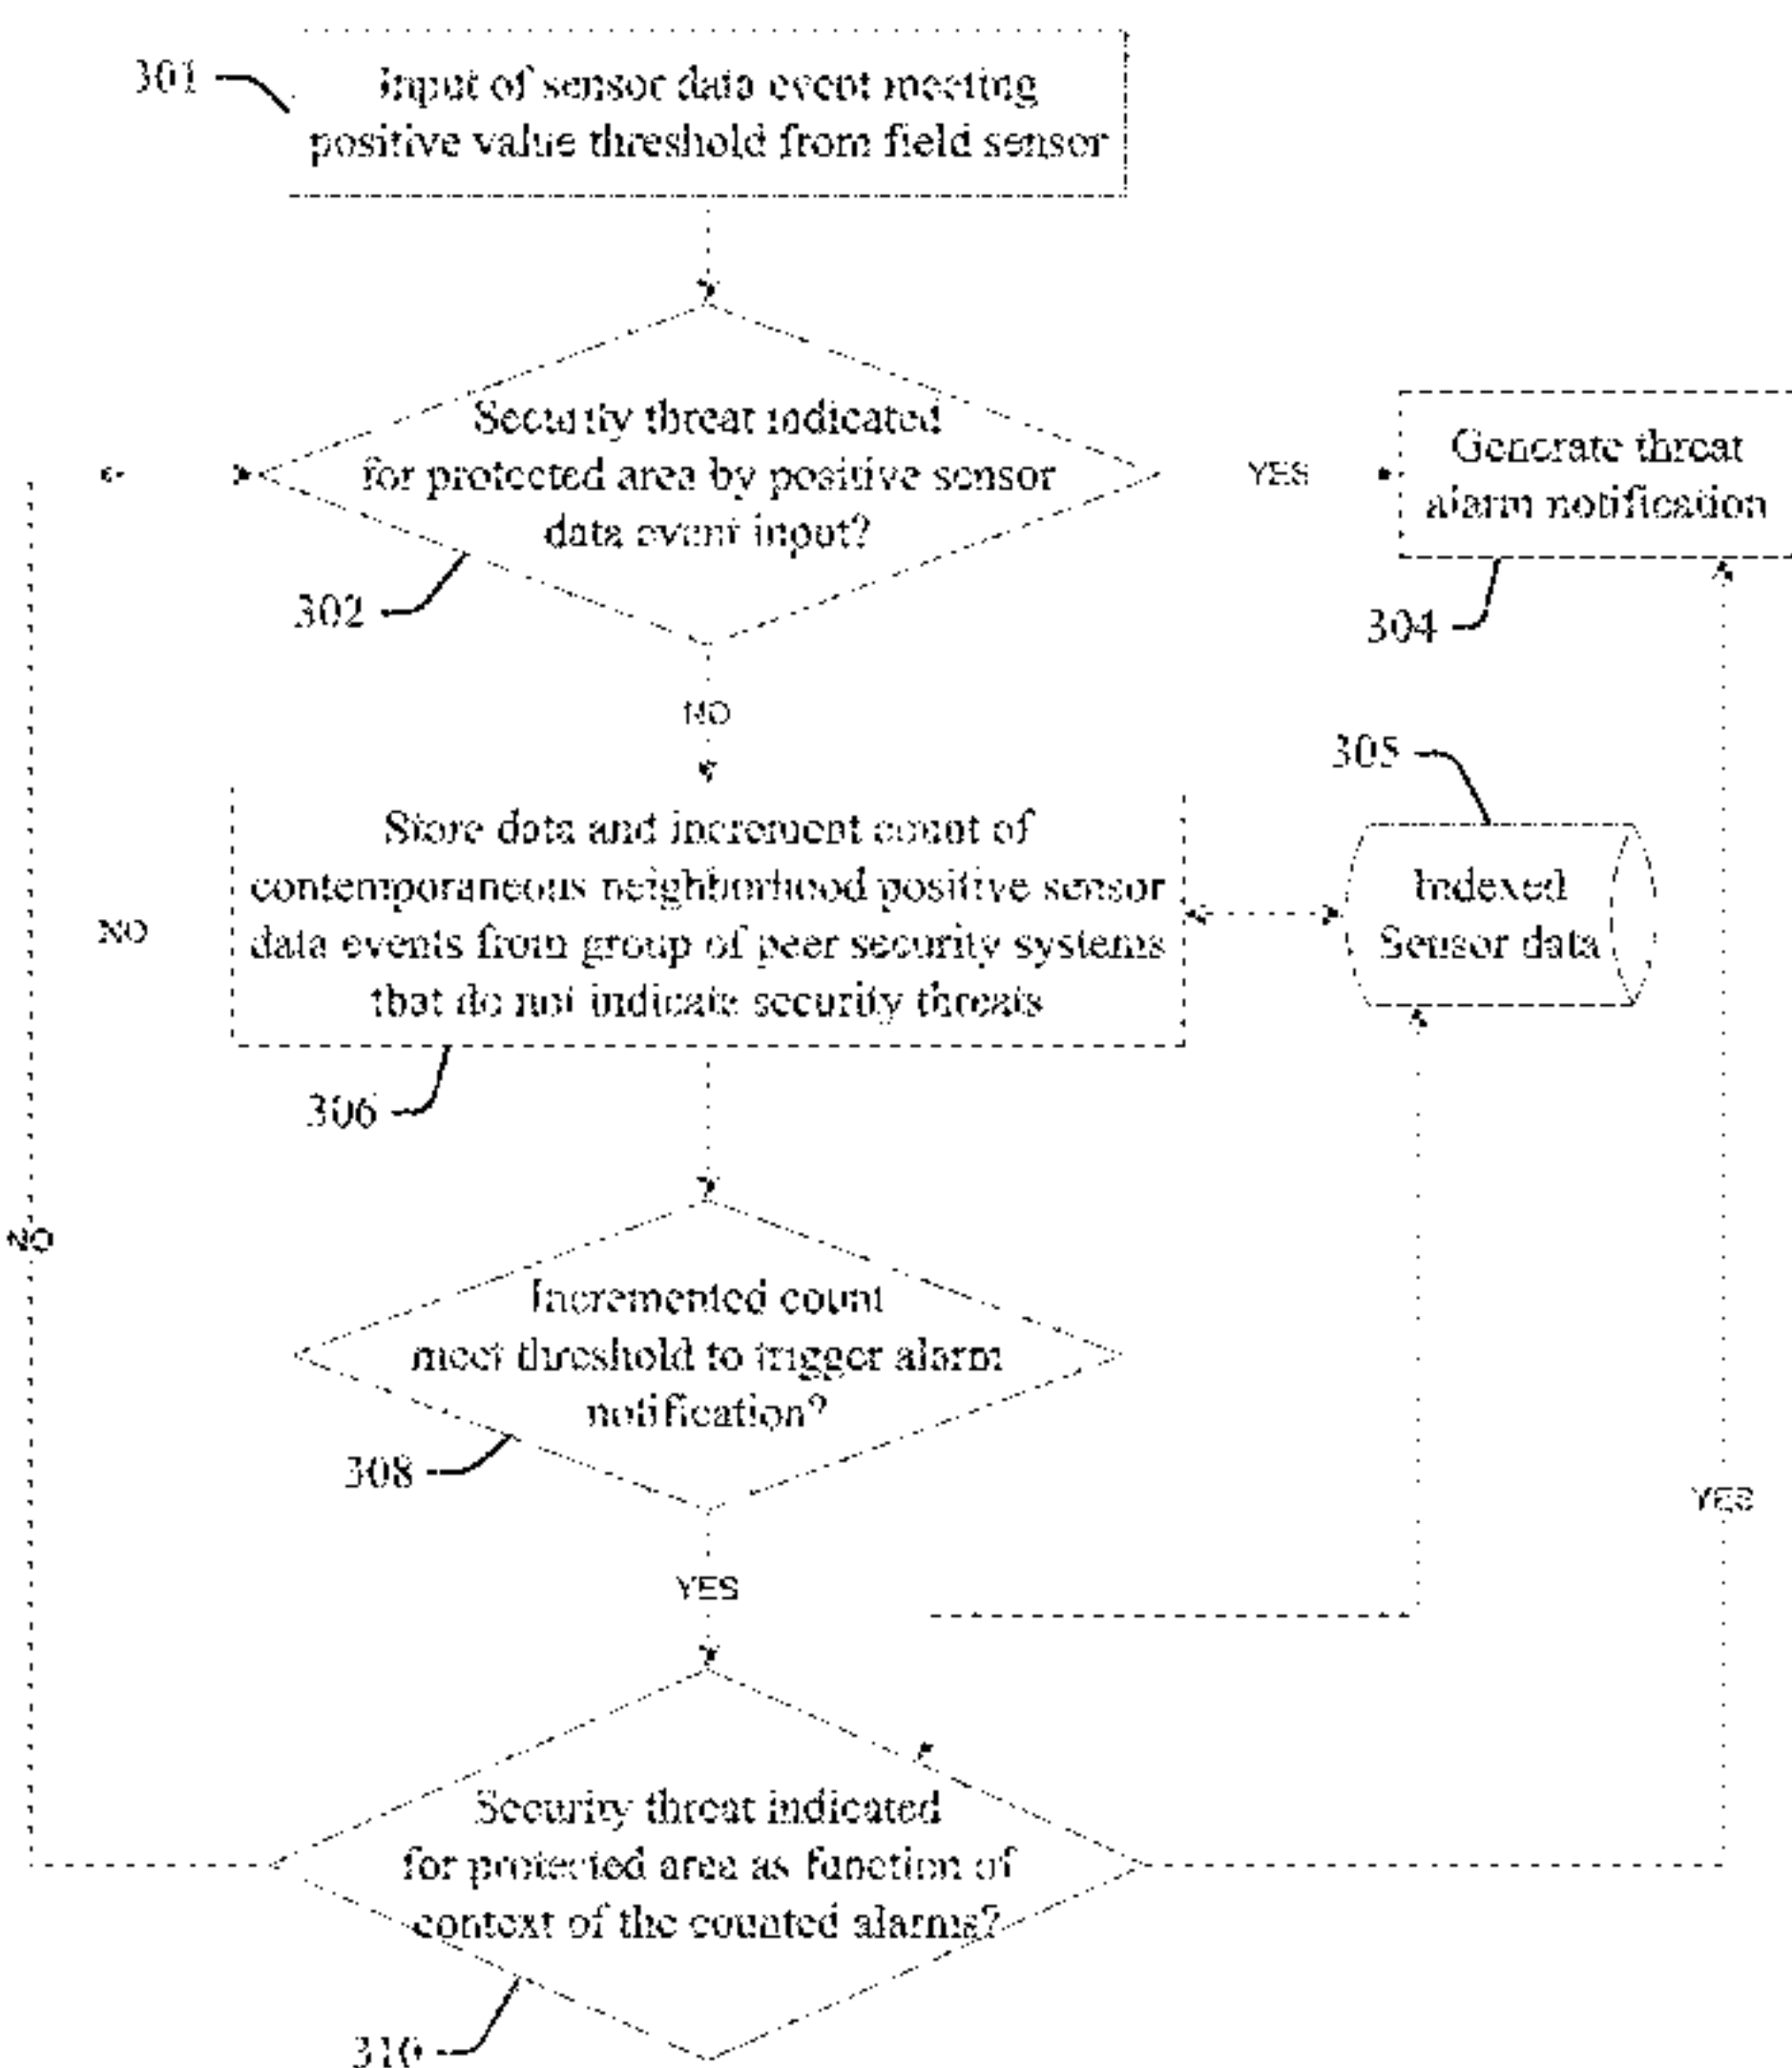 301
Input of sensor data event meeting
positive value threshold from field sensor
Security threat indicated
for protected area by positive sensor
data event input?
302
YES
Generate threat
alarm notification
304
NO
305
Store data and increment count of
contemporaneous neighborhood positive sensor
data events from group of peer security systems
that do not indicate security threats
306
Indexed
Sensor data
NO
NO
Incremented count
meet threshold to trigger alarm
notification?
308
YES
YES
Security threat indicated
for protected area as function of
context of the counted alarms?
310